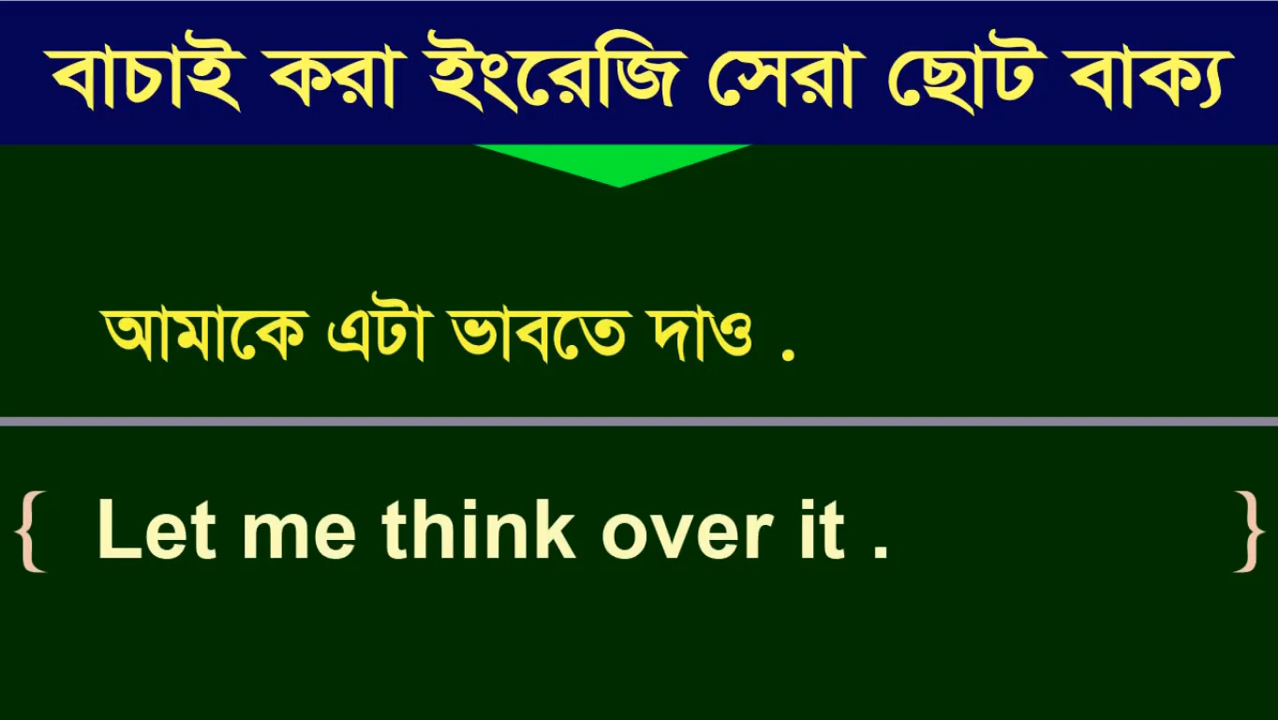 বাচাই করা ইংরেজি সেরা ছোট বাক্য
আমাকে এটা ভাবতে দাও .
{ Let me think over it . }